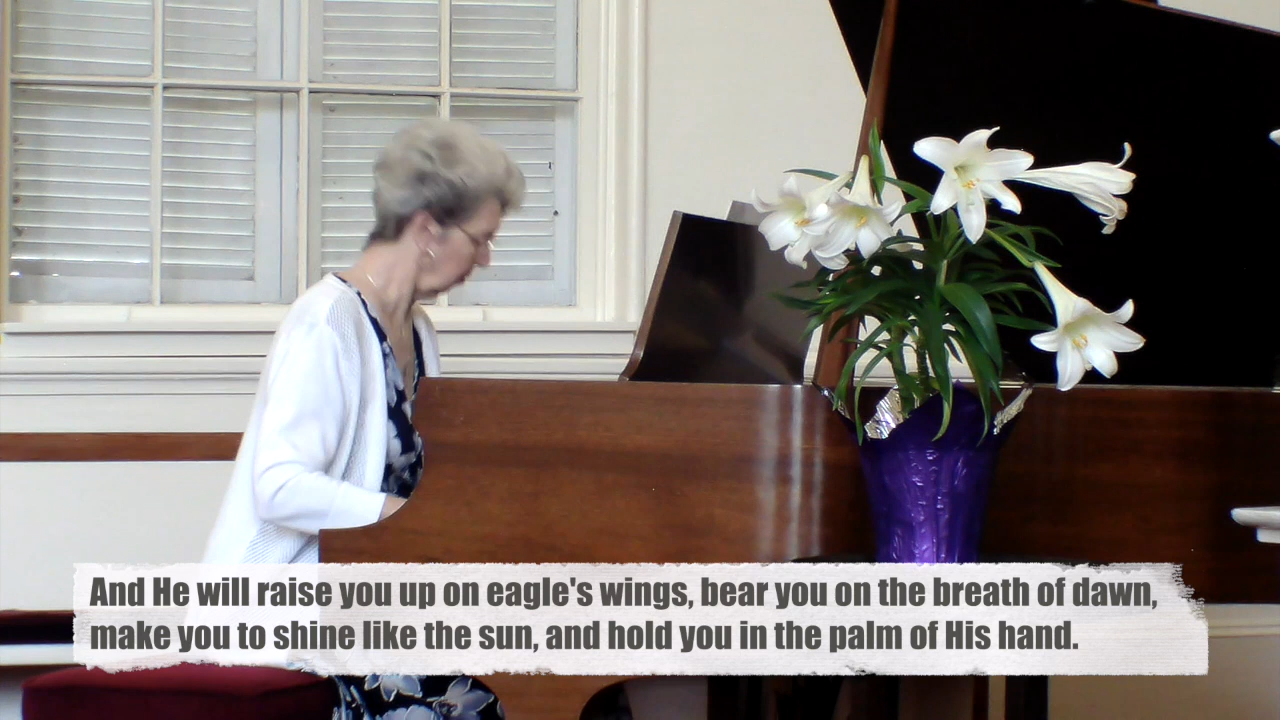 And He will raise you up on eagle's wings, bear you on the breath of dawn,
make you to shine like the sun, and hold you in the palm of His hand.